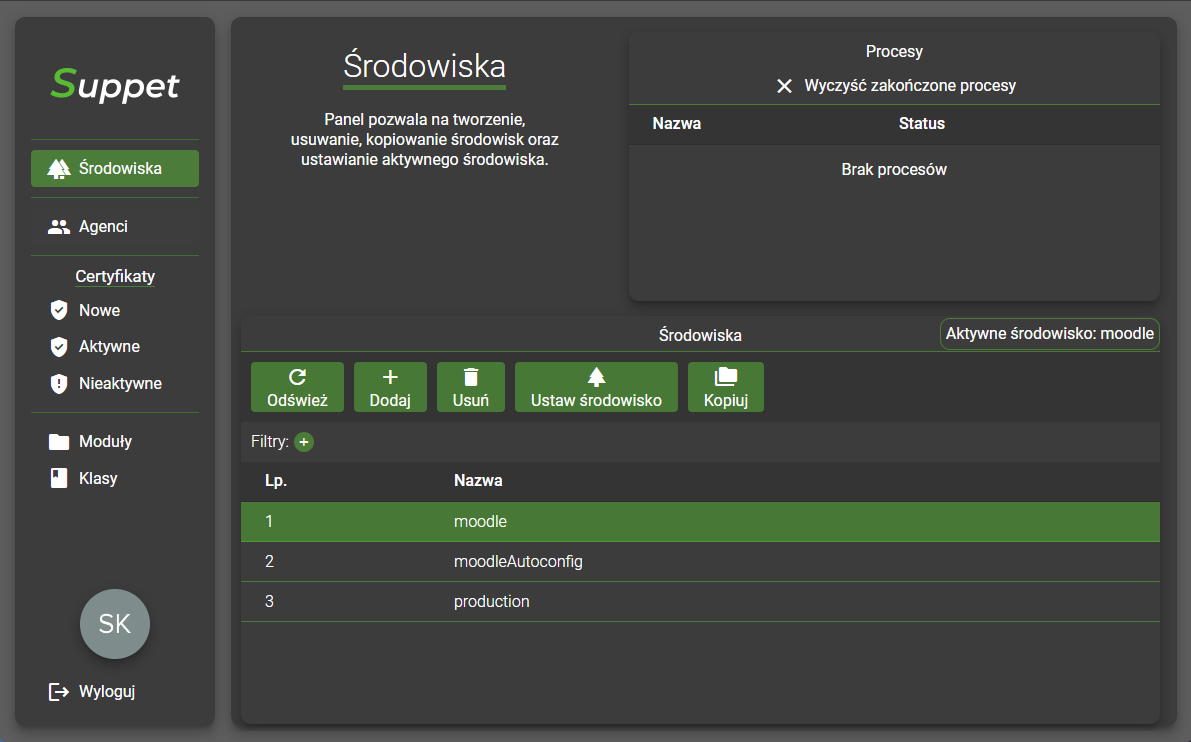 Suppet
Środowiska
Agenci
Certyfikaty
Nowe
Aktywne
Nieaktywne
Moduły
Klasy
SK
Wyloguj
Środowiska
Panel pozwala na tworzenie,
usuwanie, kopiowanie środowisk oraz
ustawianie aktywnego środowiska.
Procesy
Wyczyść zakończone procesy
Nazwa Status
Brak procesów
Środowiska
Aktywne środowisko: moodle
Odśwież Dodaj Usuń Ustaw środowisko Kopiuj
Filtry:
Lp. Nazwa
1 moodle
2 moodleAutoconfig
3 production